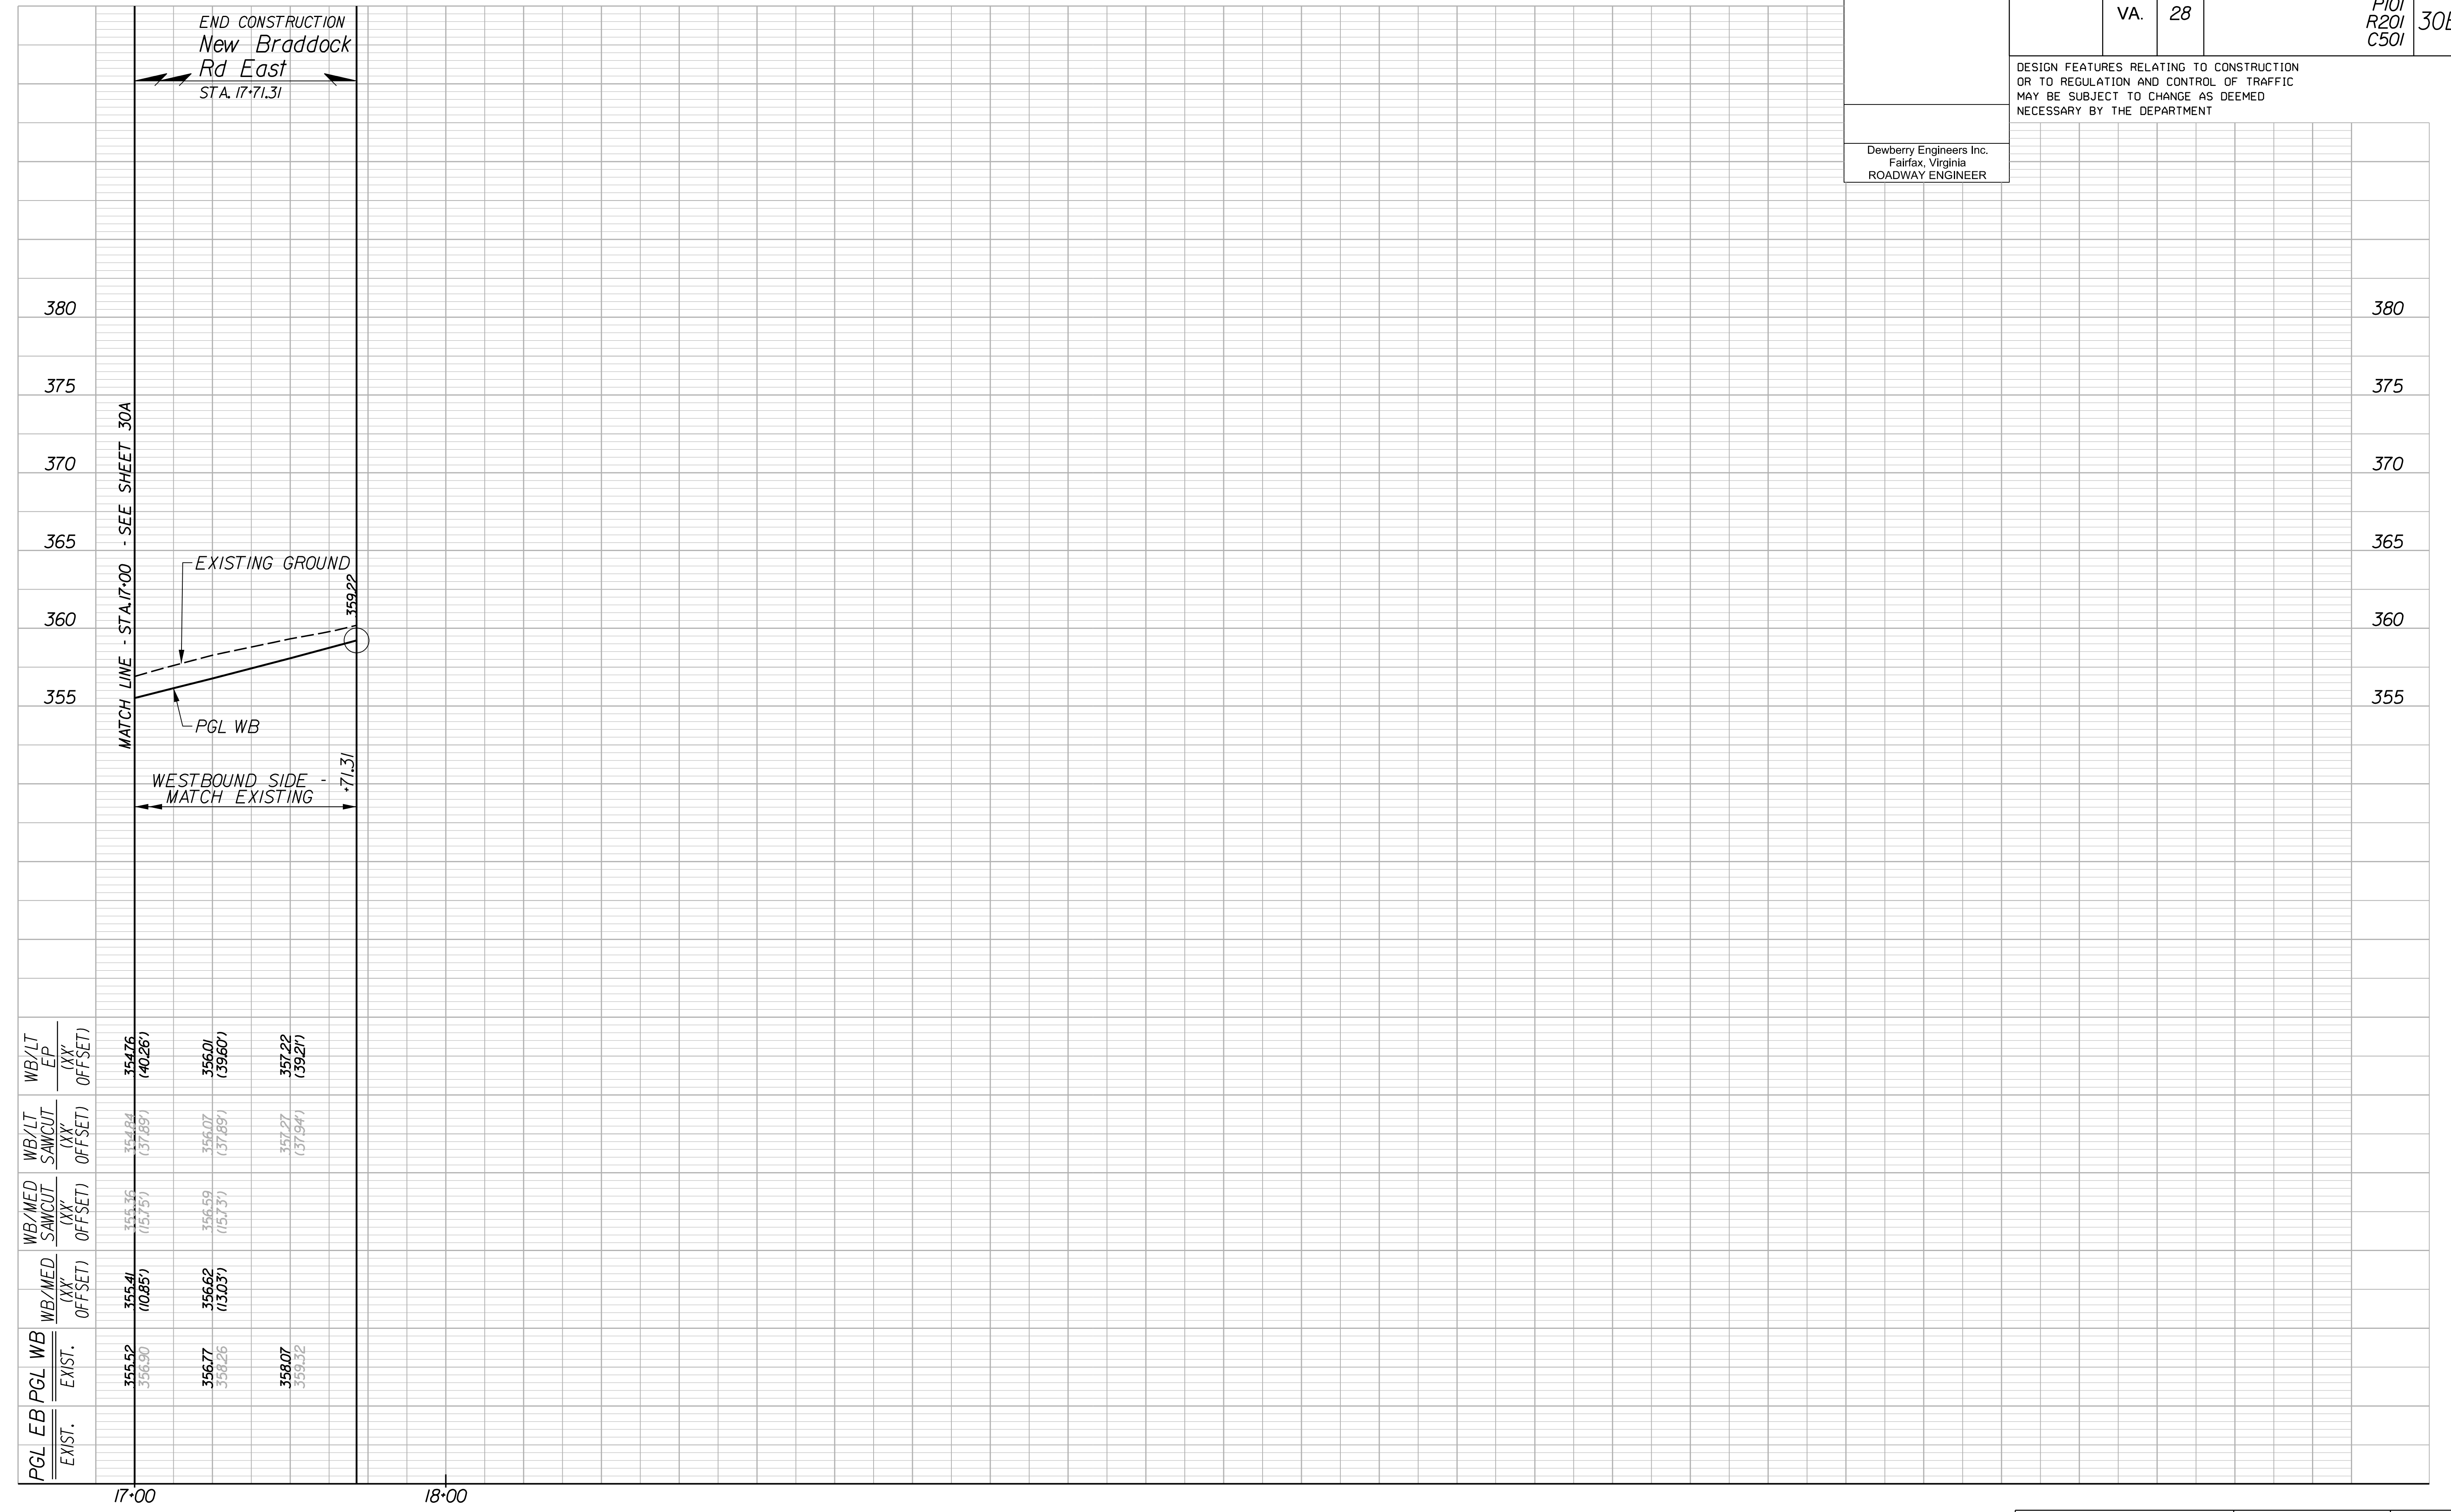 END CONSTRUCTION
New Braddock
Rd East
STA. 17+71.31
VA.
28
P101
R201
C501
DESIGN FEATURES RELATING TO CONSTRUCTION
OR TO REGULATION AND CONTROL OF TRAFFIC
MAY BE SUBJECT TO CHANGE AS DEEMED
NECESSARY BY THE DEPARTMENT
Dewberry Engineers Inc.
Fairfax, Virginia
ROADWAY ENGINEER
380
380
375
375
370
370
365
365
360
360
355
355
MATCH LINE - STA.17+00 - SEE SHEET 30A
EXISTING GROUND
359.22
PGL WB
+71.31
WESTBOUND SIDE -
MATCH EXISTING
WB/LT
EP
(XX'
OFFSET)
354.76
(40.26')
356.01
(39.60')
357.22
(39.21')
WB/LT
SAWCUT
(XX'
OFFSET)
354.84
(37.89')
356.07
(37.89')
357.27
(37.94')
WB/MED
SAWCUT
(XX'
OFFSET)
355.36
(15.75')
356.59
(15.73')
WB/MED
(XX'
OFFSET)
355.41
(10.85')
356.62
(13.03')
PGL WB
EXIST.
355.52
356.90
356.77
358.26
358.07
359.32
PGL EB
EXIST.
17+00
18+00